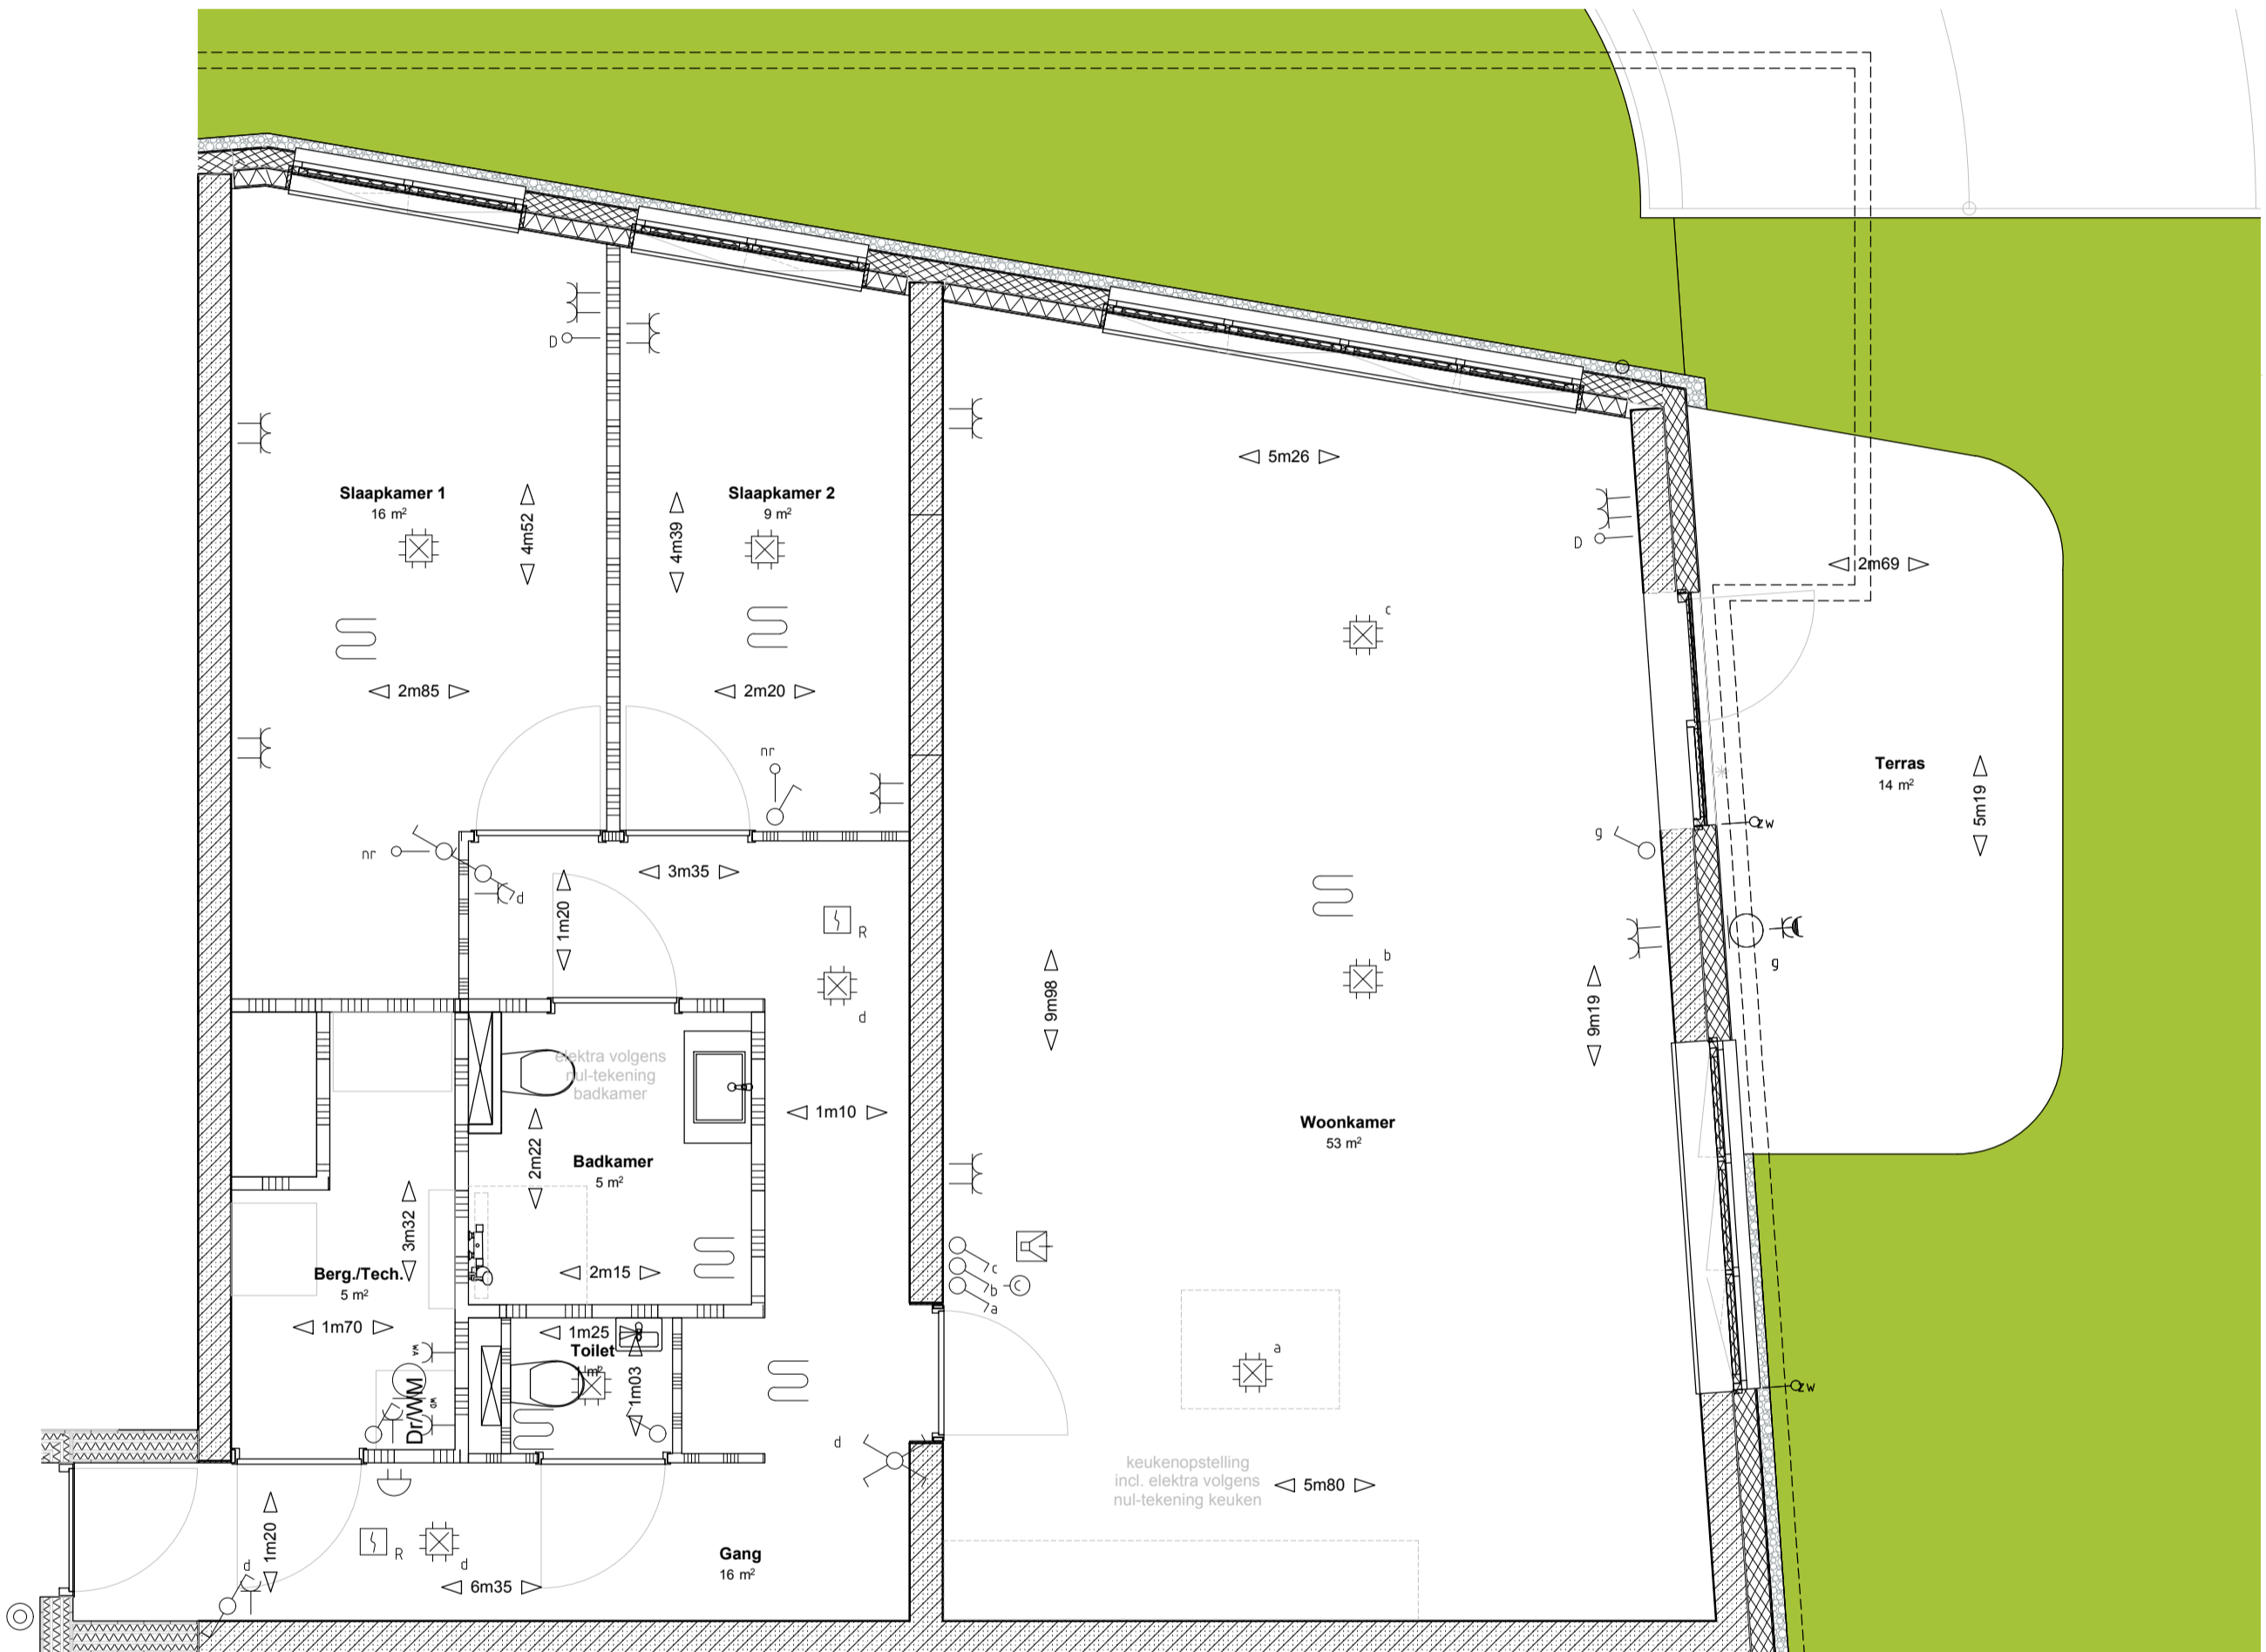 5m26
Slaapkamer 1
16 m²
4m52
Slaapkamer 2
9 m²
4m39
D
D
2m69
c
2m85
2m20
nr
nr
d
3m35
1m20
R
d
Terras
14 m²
5m19
zw
g
g
b
9m98
9m19
elektra volgens
nul-tekening
badkamer
2m22
1m10
Badkamer
5 m²
Woonkamer
53 m²
3m32
Berg./Tech.
5 m²
2m15
c
b
a
1m70
1m25
Toilet
m²
1m03
WA
WD
Dr/WM
a
zw
d
keukenopstelling
incl. elektra volgens
nul-tekening keuken
5m80
1m20
d
R
d
6m35
Gang
16 m²